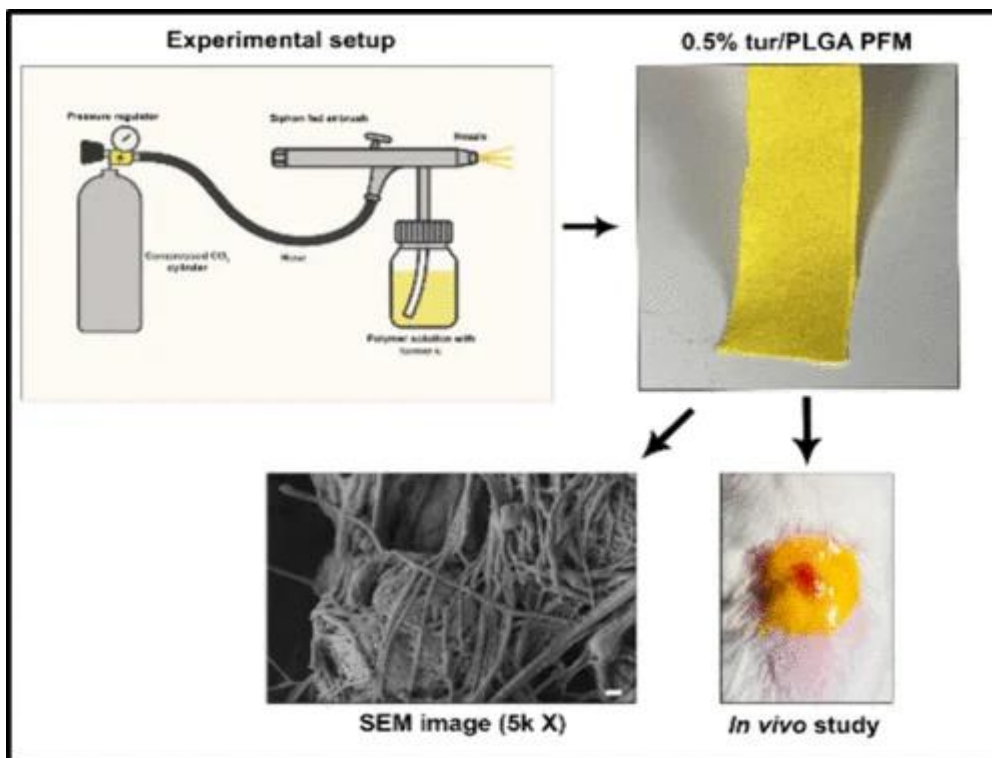 Experimental setup
0.5% tur/PLGA PFM
Pressure regulator
Siphon fed airbrush
Nozzle
Compressed CO₂
cylinder
Hose
Polymer solution with
SEM image (5k X)
In vivo study